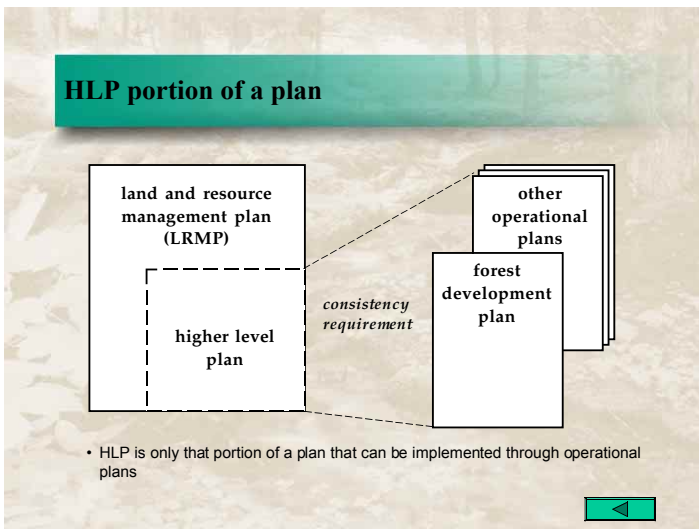 HLP portion of a plan
land and resource
management plan
(LRMP)
higher level
plan
consistency
requirement
other
operational
plans
forest
development
plan
• HLP is only that portion of a plan that can be implemented through operational
plans